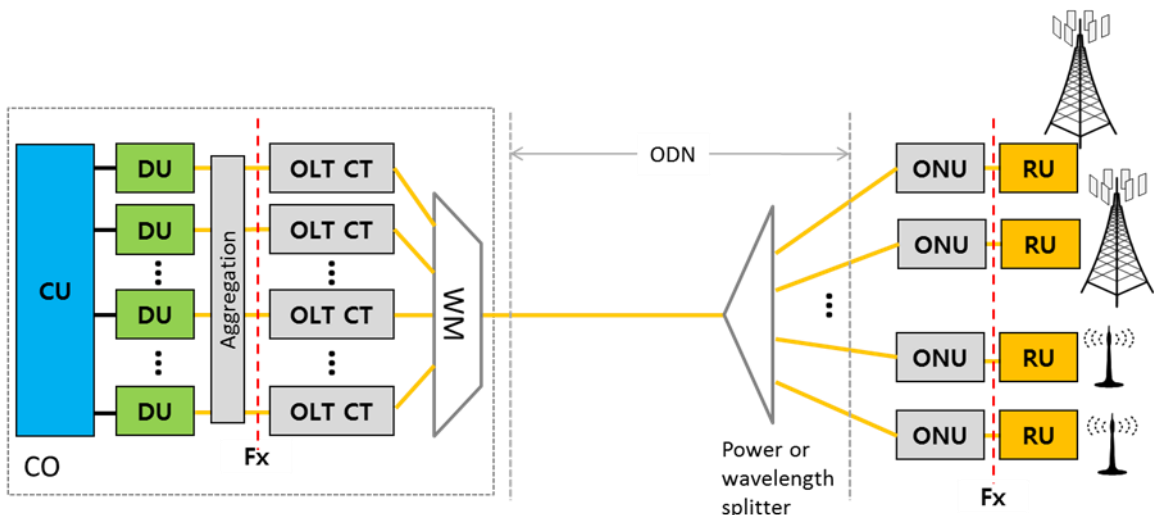 ODN
DU
OLT CT
ONU
RU
DU
OLT CT
ONU
RU
CU
Aggregation
WM
DU
OLT CT
ONU
RU
DU
OLT CT
ONU
RU
CO
Fx
Power or
wavelength
splitter
Fx